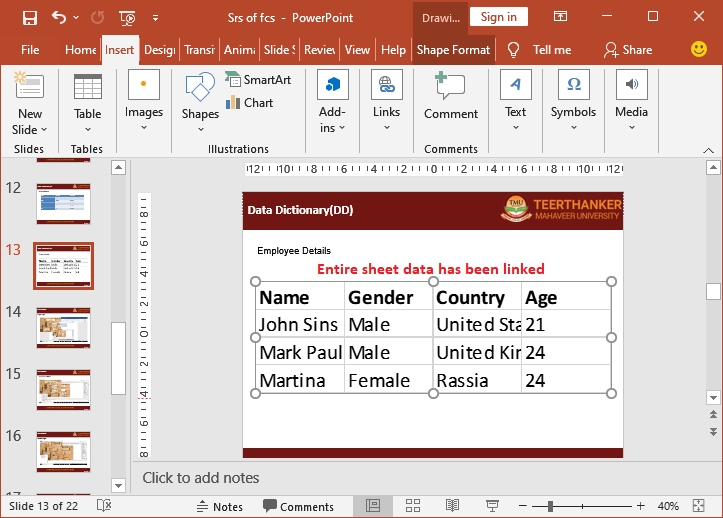 Srs of fcs - PowerPoint
Drawi...
Sign in
File Home Insert Desig Transit Anima Slide S Review View Help Shape Format Tell me Share
New Slide
Table
Images
Shapes
SmartArt
Chart
Add-ins
Links
Comment
Text
Symbols
Media
Slides Tables Illustrations Comments
12
13
14
15
16
Data Dictionary(DD)
TMU
TEERTHANKER
MAHAVEER UNIVERSITY
Employee Details
Entire sheet data has been linked
Name Gender Country Age
John Sins Male United Sta 21
Mark Paul Male United Kin 24
Martina Female Rassia 24
Click to add notes
Slide 13 of 22 Notes Comments 40%